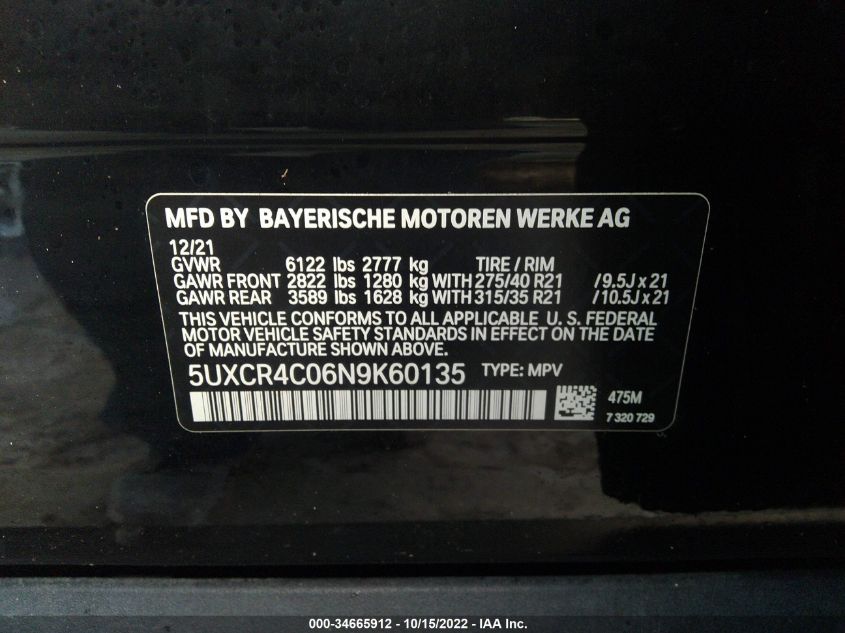 MFD BY BAYERISCHE MOTOREN WERKE AG
12/21
GVWR 6122 lbs 2777 kg TIRE / RIM
GAWR FRONT 2822 lbs 1280 kg WITH 275/40 R21 / 9.5J x 21
GAWR REAR 3589 lbs 1628 kg WITH 315/35 R21 / 10.5J x 21
THIS VEHICLE CONFORMS TO ALL APPLICABLE U. S. FEDERAL
MOTOR VEHICLE SAFETY STANDARDS IN EFFECT ON THE DATE
OF MANUFACTURE SHOWN ABOVE.
5UXCR4C06N9K60135 TYPE: MPV
475M
7 320 729
000-34665912 - 10/15/2022 - IAA Inc.